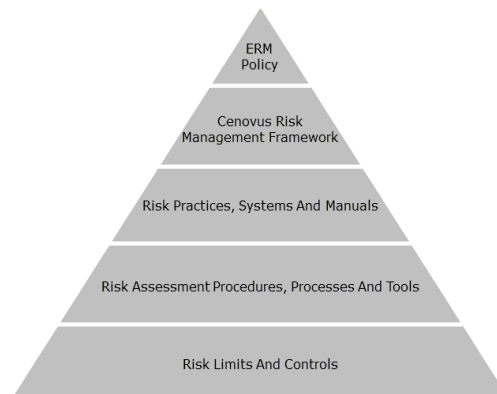 ERM
Policy
Cenovus Risk
Management Framework
Risk Practices, Systems And Manuals
Risk Assessment Procedures, Processes And Tools
Risk Limits And Controls